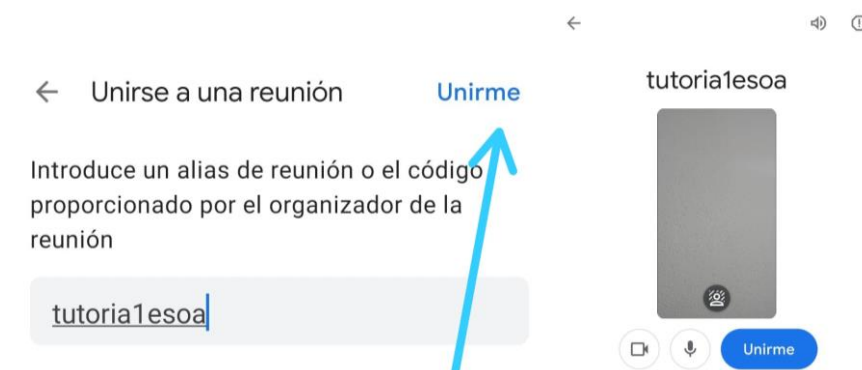 Unirse a una reunión
Unirme
Introduce un alias de reunión o el código
proporcionado por el organizador de la
reunión
tutoria1esoa
tutoria1esoa
Unirme